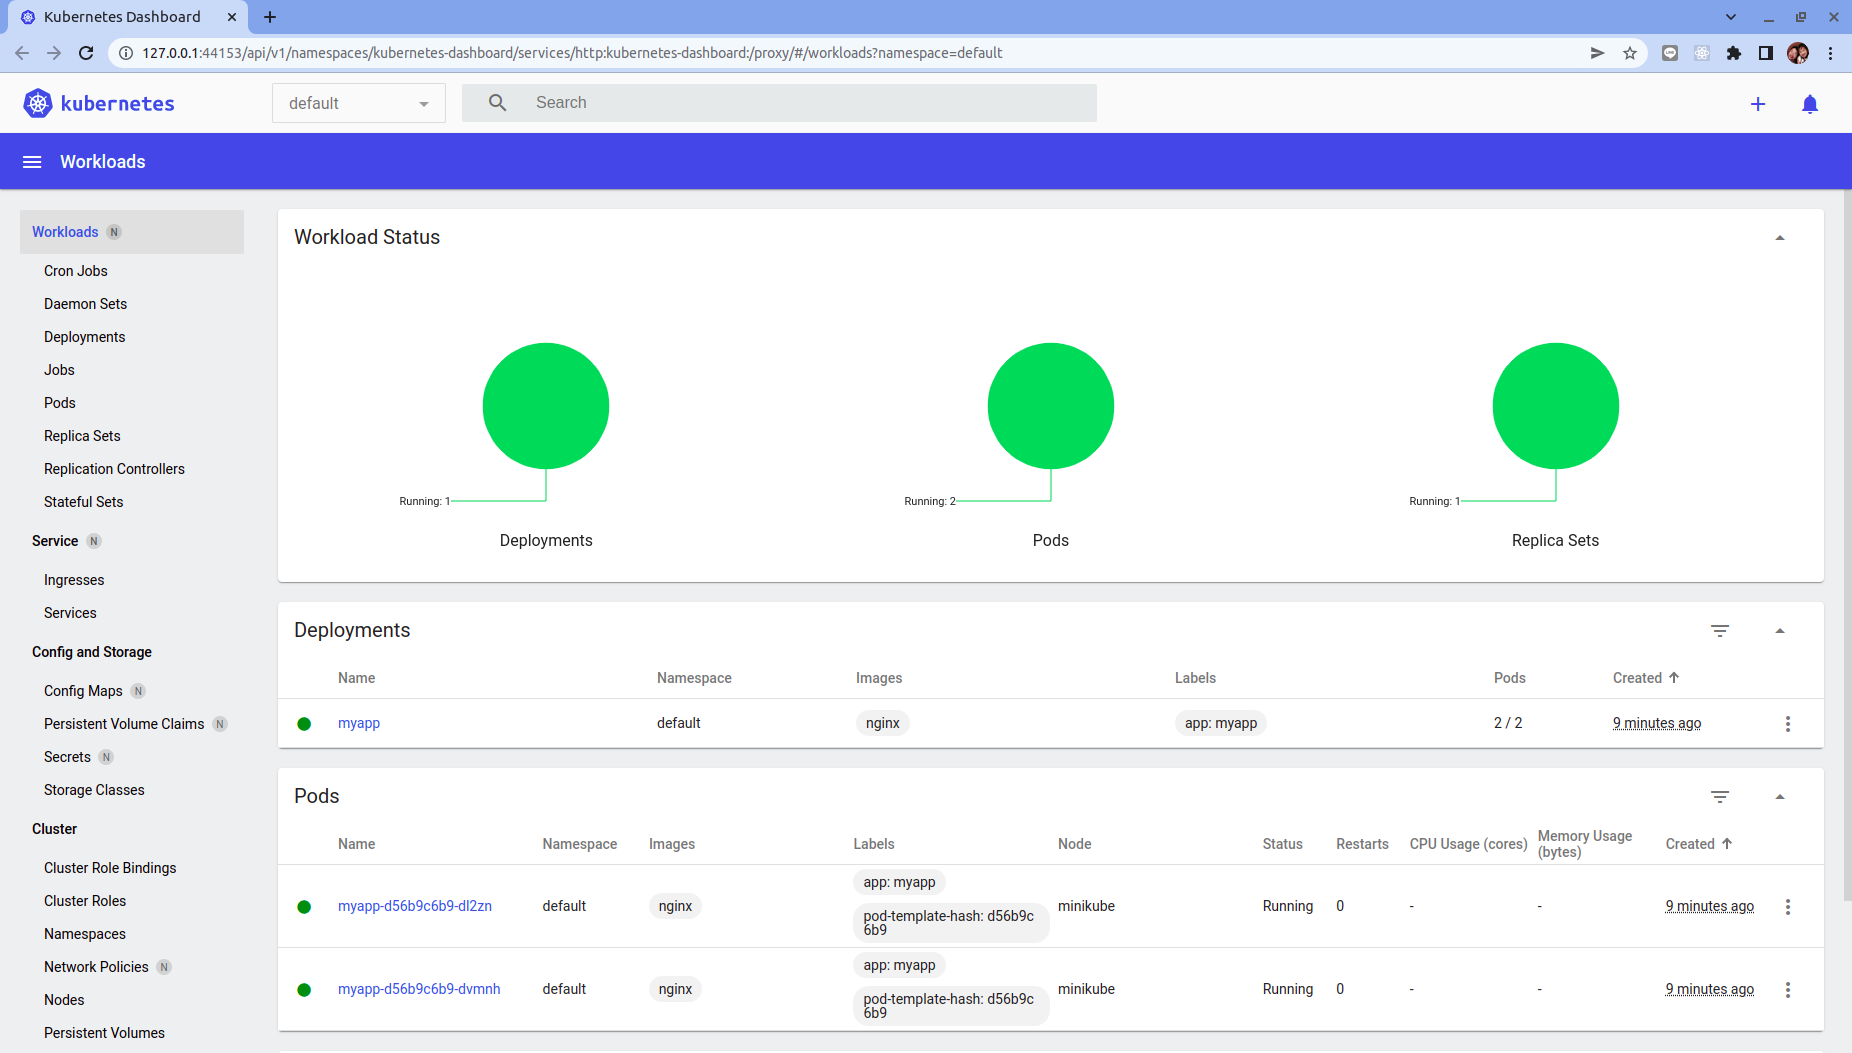 Kubernetes Dashboard
127.0.0.1:44153/api/v1/namespaces/kubernetes-dashboard/services/http:kubernetes-dashboard:/proxy/#/workloads?namespace=default
kubernetes
default
Search
Workloads
Workloads N
Cron Jobs
Daemon Sets
Deployments
Jobs
Pods
Replica Sets
Replication Controllers
Stateful Sets
Service N
Ingresses
Services
Config and Storage
Config Maps N
Persistent Volume Claims N
Secrets N
Storage Classes
Cluster
Cluster Role Bindings
Cluster Roles
Namespaces
Network Policies N
Nodes
Persistent Volumes
Workload Status
Running: 1
Running: 2
Running: 1
Deployments
Pods
Replica Sets
Deployments
Name Namespace Images Labels Pods Created
myapp default nginx app: myapp 2 / 2 9 minutes ago
Pods
Name Namespace Images Labels Node Status Restarts CPU Usage (cores) Memory Usage
(bytes) Created
app: myapp
myapp-d56b9c6b9-dl2zn default nginx minikube Running 0 - - 9 minutes ago
pod-template-hash: d56b9c
6b9
app: myapp
myapp-d56b9c6b9-dvmnh default nginx minikube Running 0 - - 9 minutes ago
pod-template-hash: d56b9c
6b9